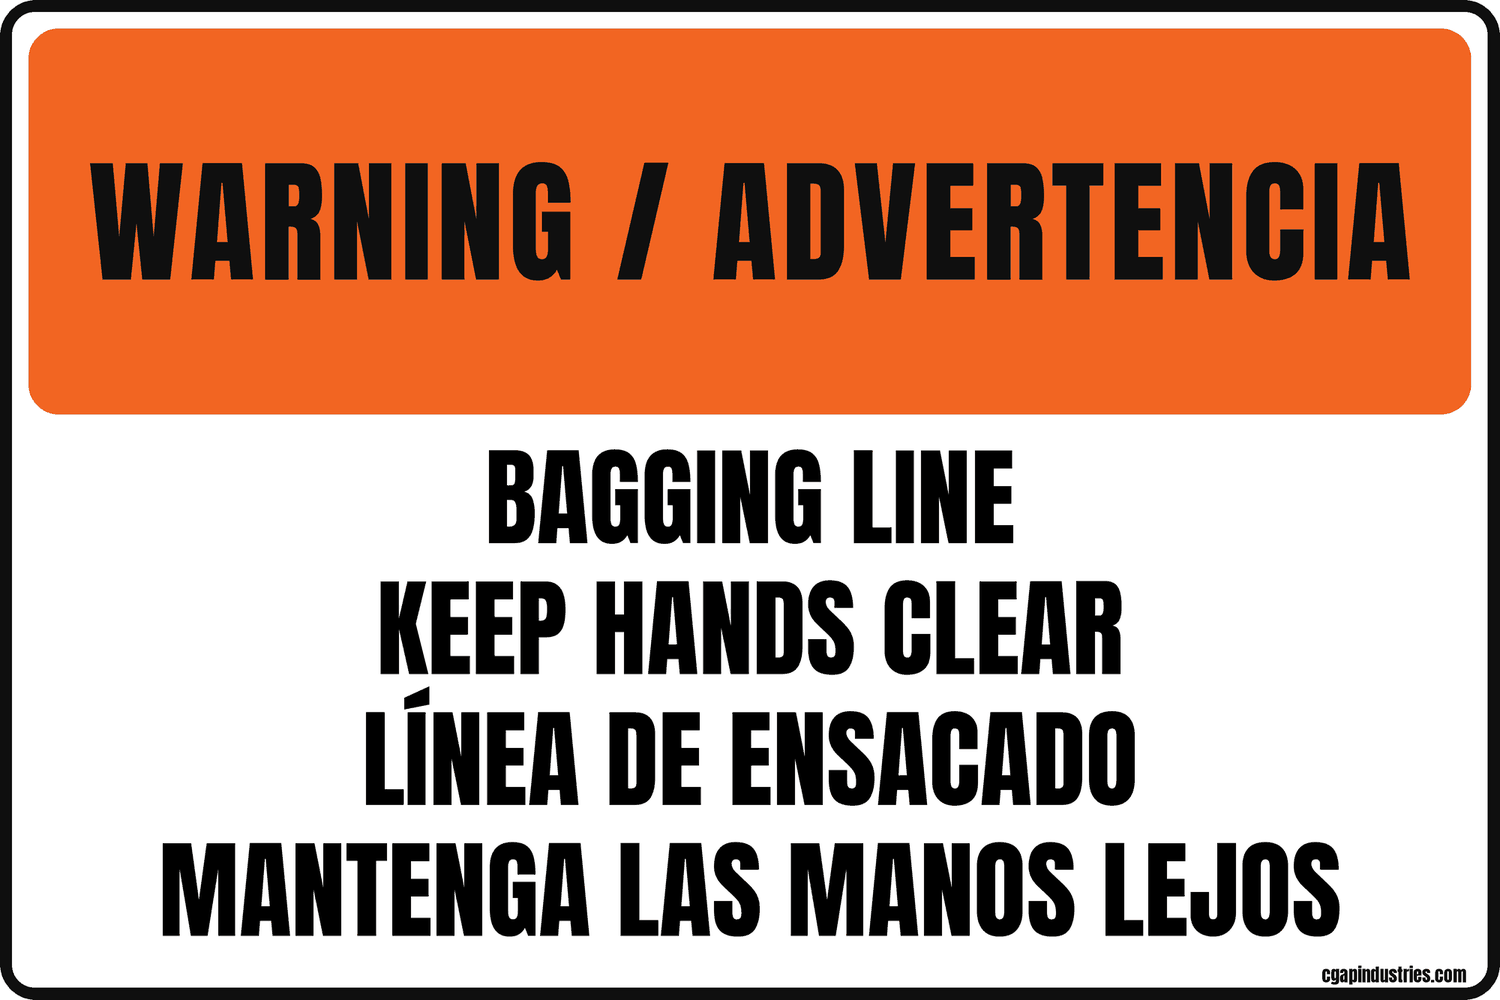 WARNING / ADVERTENCIA
BAGGING LINE
KEEP HANDS CLEAR
LÍNEA DE ENSACADO
MANTENGA LAS MANOS LEJOS
cgapindustries.com